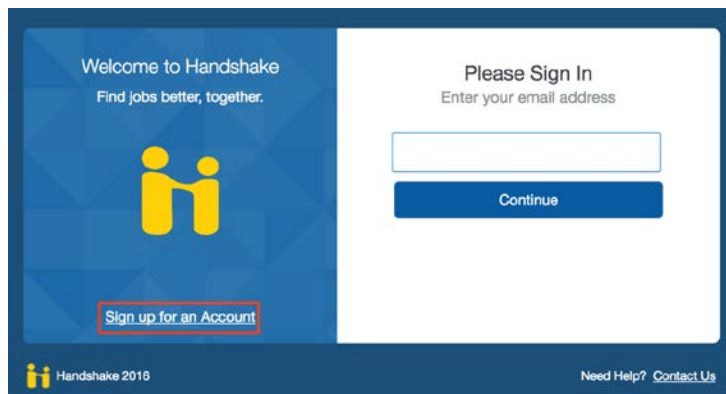 Welcome to Handshake
Find jobs better, together.
Sign up for an Account
Please Sign In
Enter your email address
Continue
Handshake 2016
Need Help? Contact Us